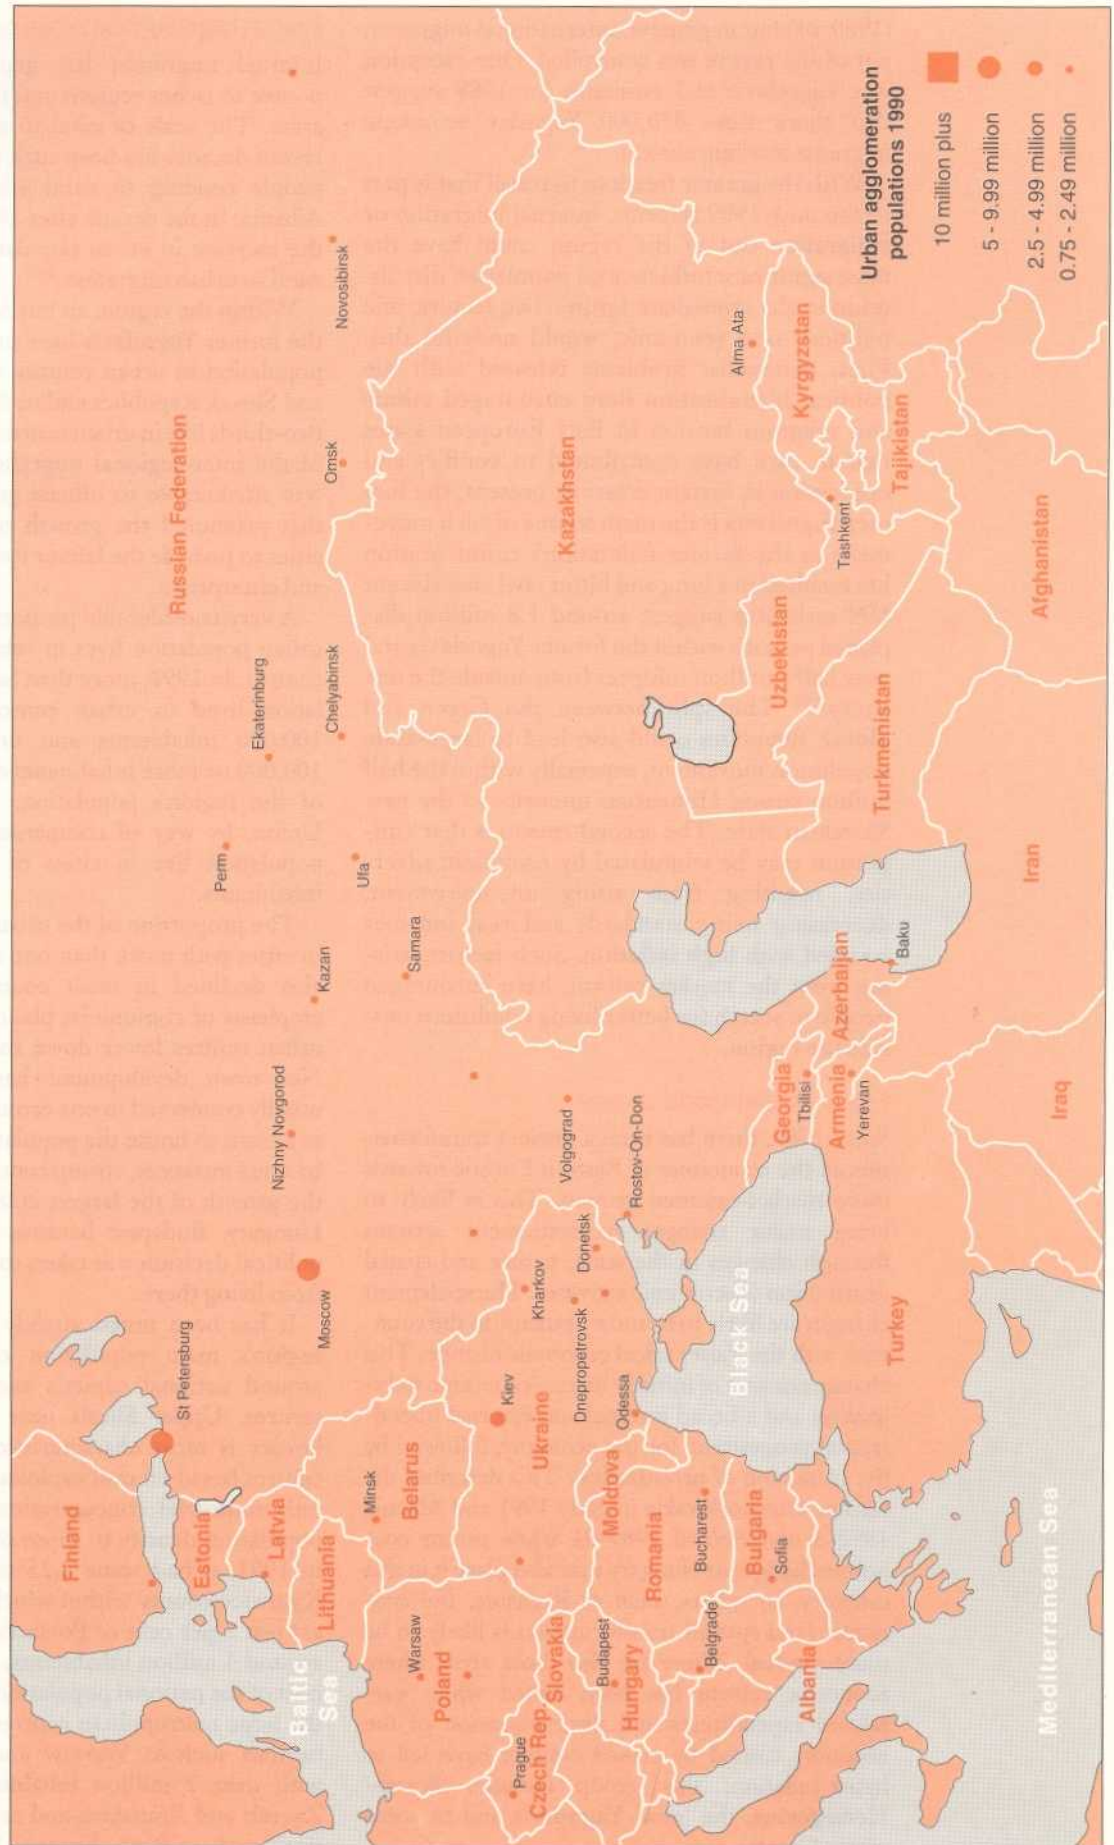 Finland
St Petersburg
Estonia
Latvia
Baltic
Sea
Lithuania
Moscow
Nizhny Novgorod
Kazan
Perm
Ekaterinburg
Russian Federation
Chelyabinsk
Omsk
Novosibirsk
Ufa
Samara
Minsk
Belarus
Warsaw
Poland
Kiev
Prague
Czech Rep.
Slovakia
Ukraine
Kharkov
Volgograd
Kazakhstan
Dnepropetrovsk
Donetsk
Budapest
Hungary
Moldova
Odessa
Rostov-On-Don
Romania
Bucharest
Belgrade
Black Sea
Bulgaria
Sofia
Alma Ata
Georgia
Tbilisi
Uzbekistan
Kyrgyzstan
Albania
Armenia
Azerbaijan
Yerevan
Tashkent
Baku
Turkey
Turkmenistan
Tajikistan
Mediterranean Sea
Iraq
Iran
Afghanistan
Urban agglomeration
populations 1990
10 million plus
5 - 9.99 million
2.5 - 4.99 million
0.75 - 2.49 million